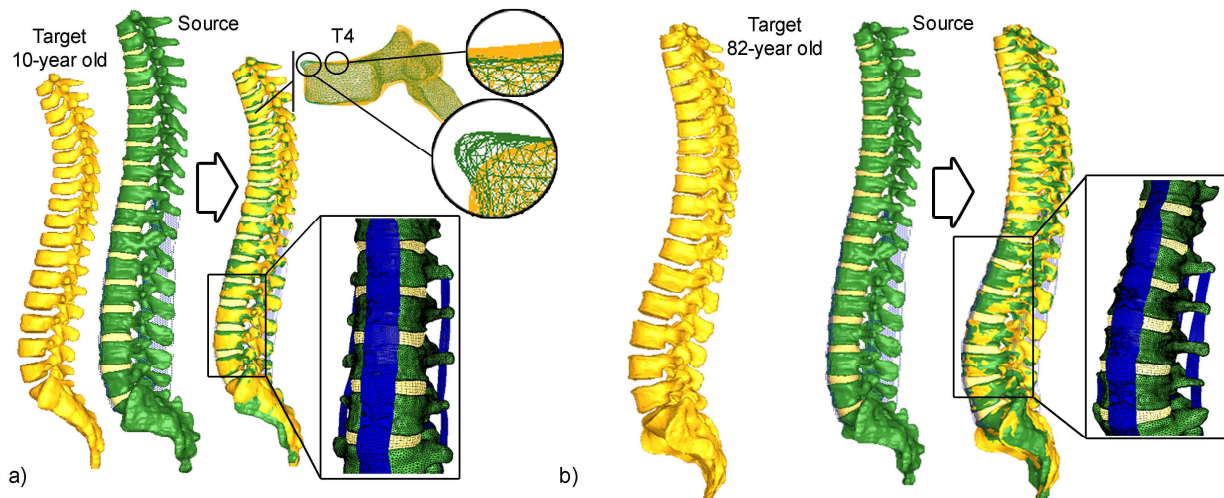 Target
10-year old
Source
T4
a)
Target
82-year old
Source
b)